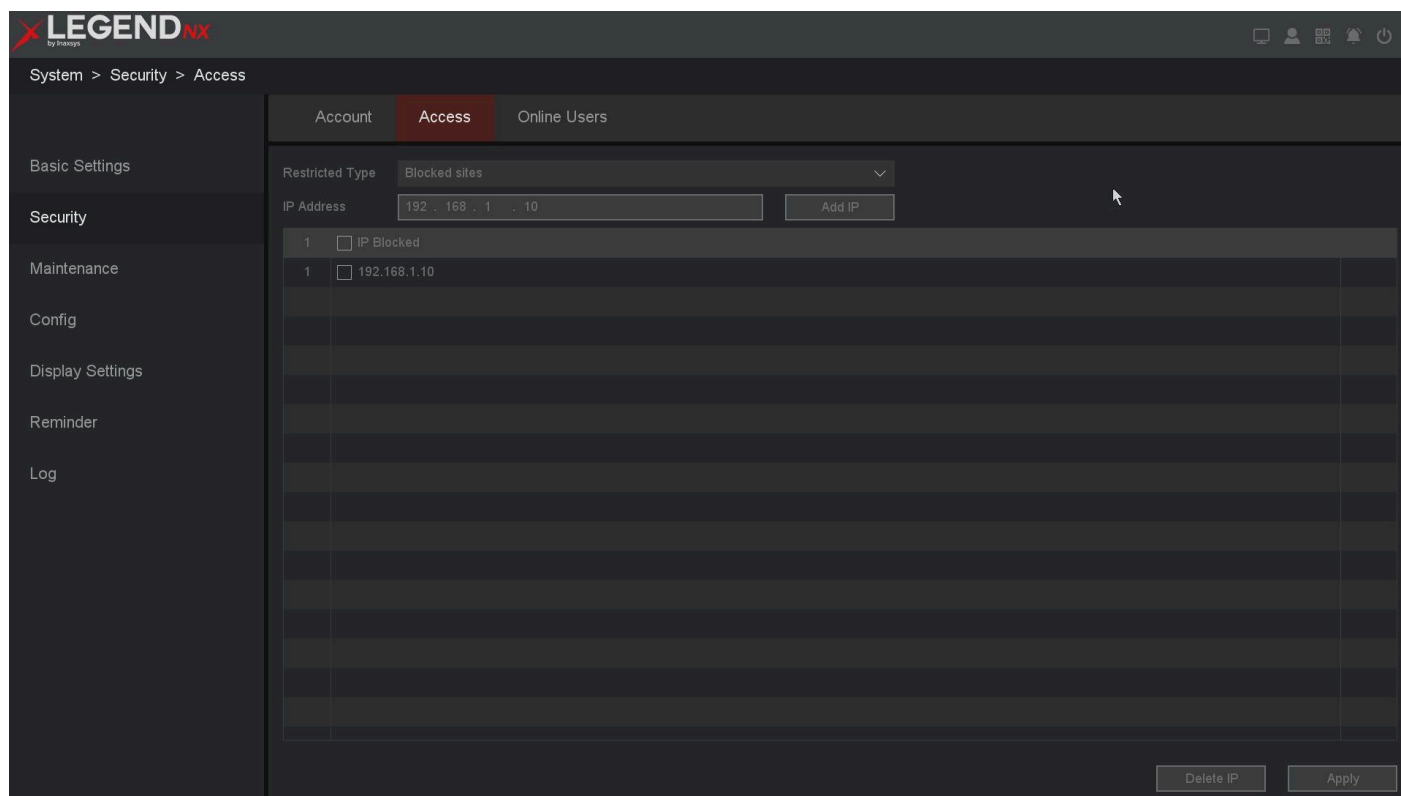 XLEGENDNX
by Inaxsys
System > Security > Access
Account Access Online Users
Basic Settings
Security
Maintenance
Config
Display Settings
Reminder
Log
Restricted Type Blocked sites
IP Address 192 . 168 . 1 . 10 Add IP
1 IP Blocked
1 192.168.1.10
Delete IP Apply